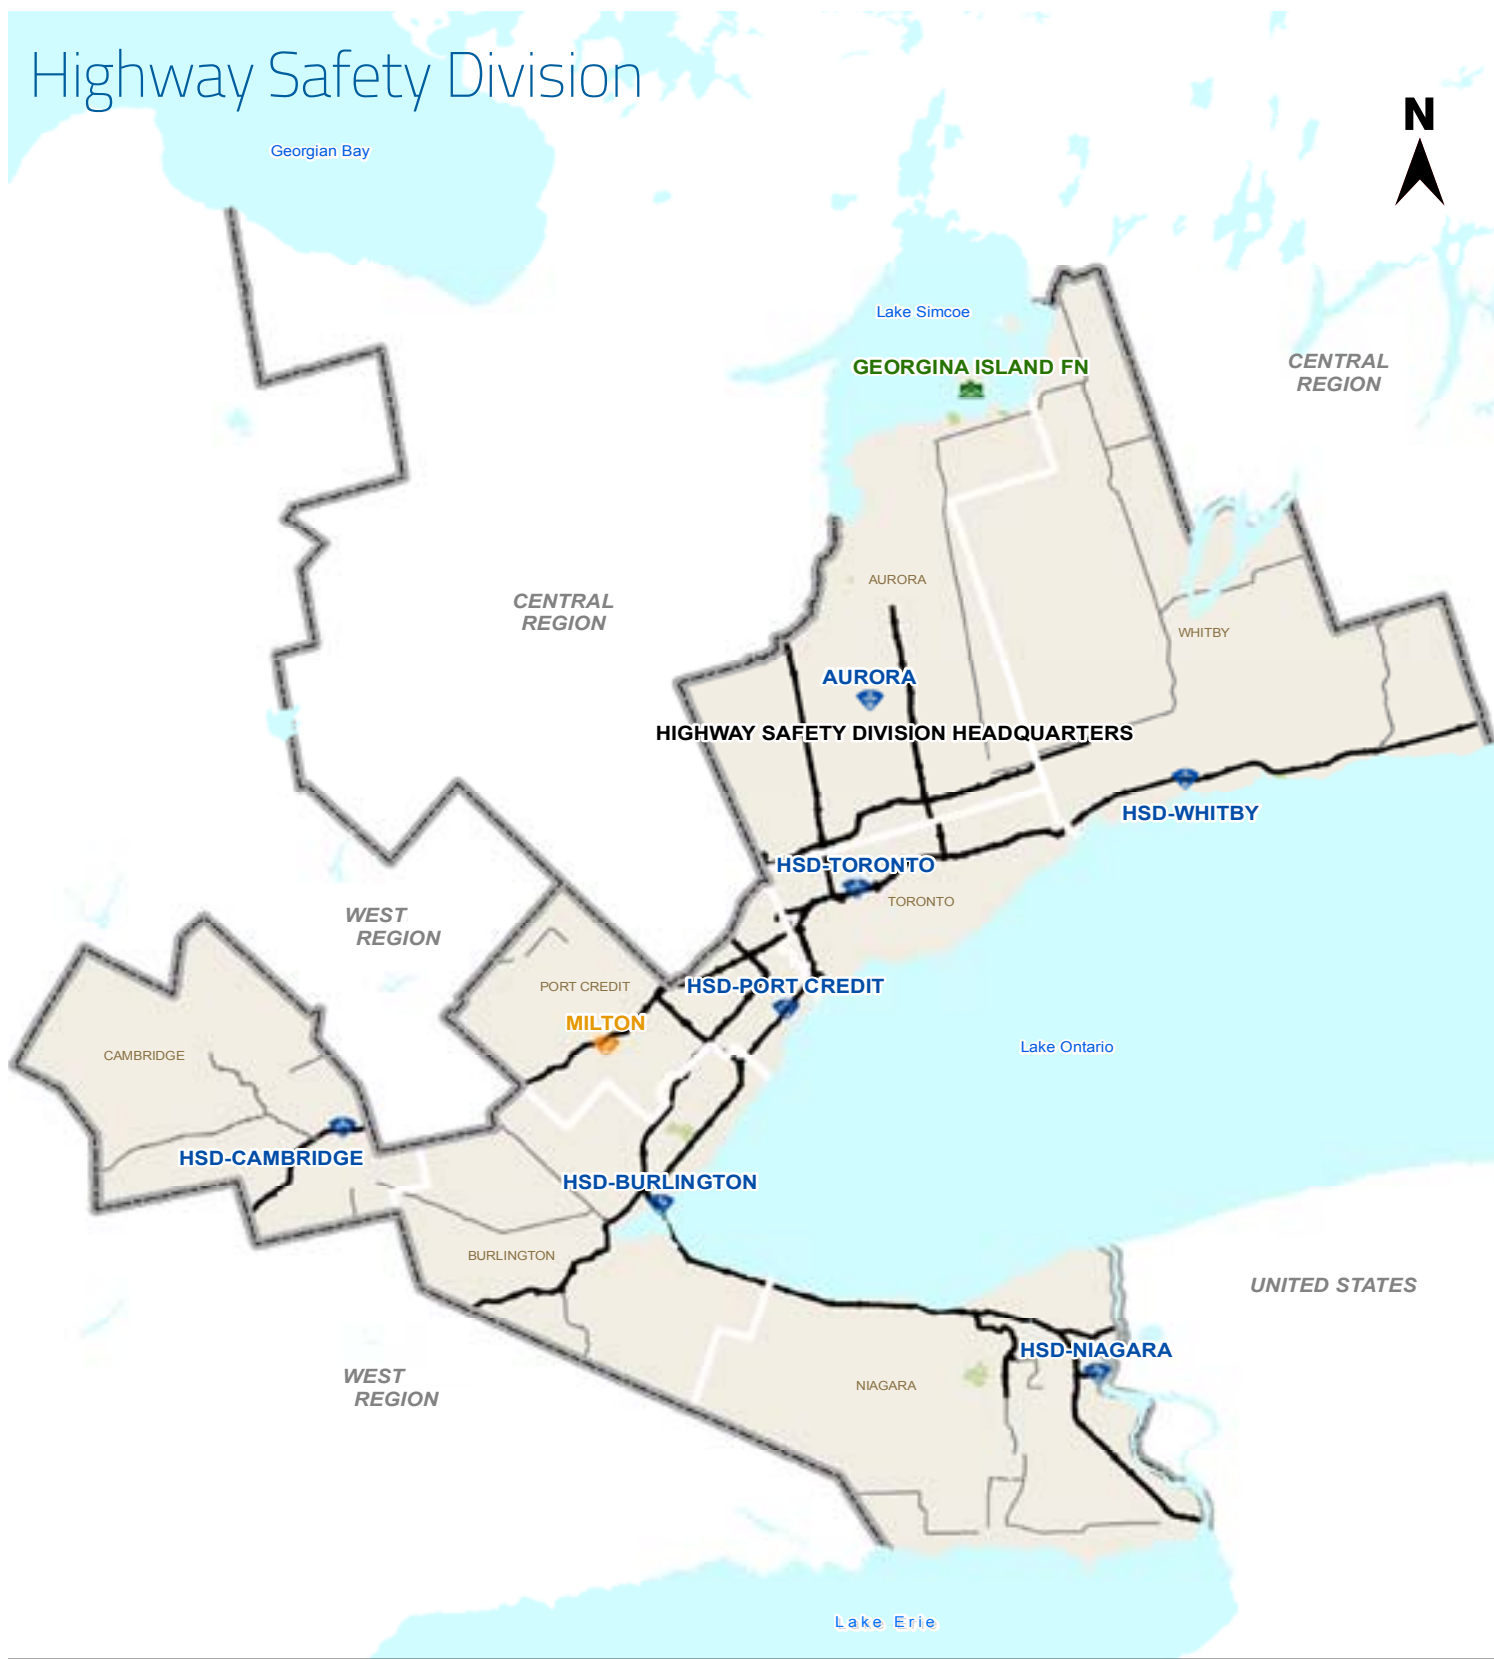 Highway Safety Division
N
Georgian Bay
Lake Simcoe
GEORGINA ISLAND FN
CENTRAL
REGION
AURORA
CENTRAL
REGION
WHITBY
AURORA
HIGHWAY SAFETY DIVISION HEADQUARTERS
HSD-WHITBY
HSD-TORONTO
TORONTO
WEST
REGION
PORT CREDIT
HSD-PORT CREDIT
MILTON
CAMBRIDGE
Lake Ontario
HSD-CAMBRIDGE
HSD-BURLINGTON
BURLINGTON
UNITED STATES
HSD-NIAGARA
WEST
REGION
NIAGARA
Lake Erie